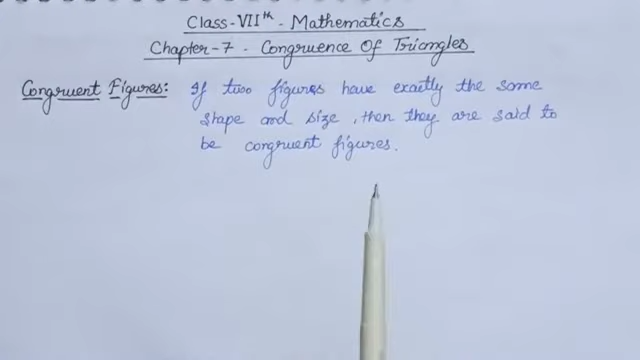 Class-VIIth - Mathematics
Chapter-7 - Congruence Of Triangles
Congruent Figures: If two figures have exactly the same
shape and size, then they are said to
be congruent figures.